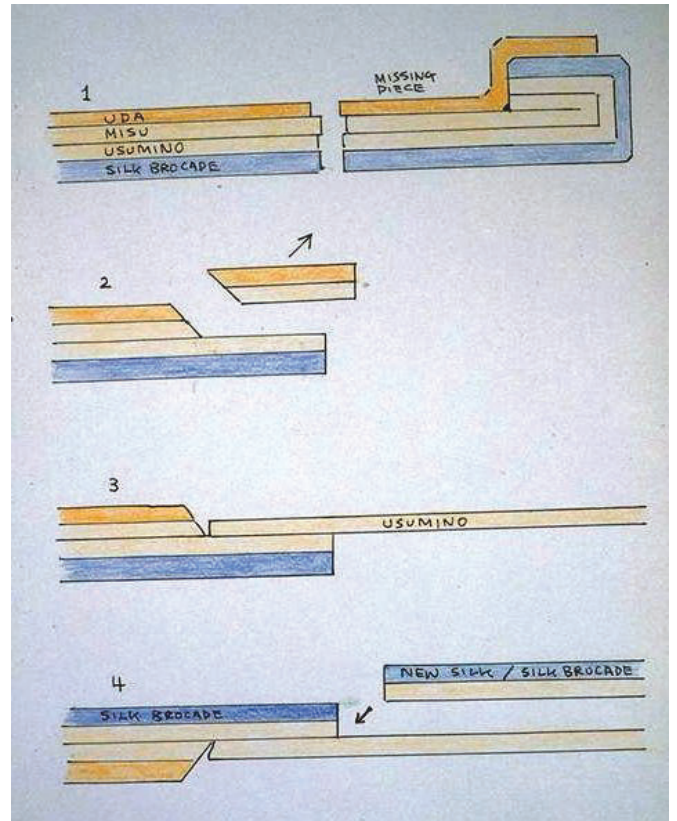 1
MISSING
PIECE
UDA
MISU
USUMINO
SILK BROCADE
2
3
USUMINO
4
NEW SILK / SILK BROCADE
SILK BROCADE